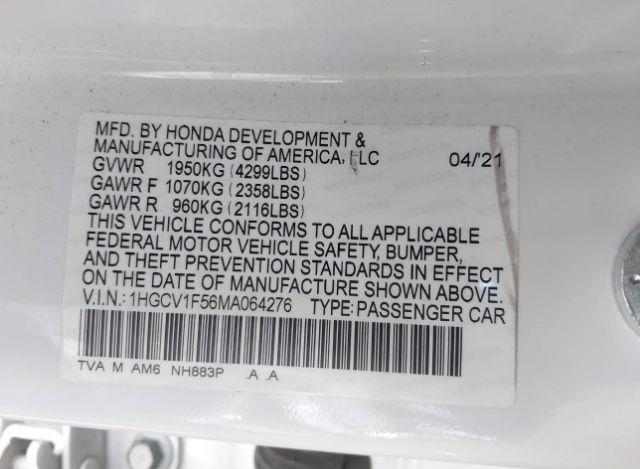 MFD. BY HONDA DEVELOPMENT &
MANUFACTURING OF AMERICA, LLC 04/'21
GVWR 1950KG (4299LBS)
GAWR F 1070KG (2358LBS)
GAWR R 960KG (2116LBS)
THIS VEHICLE CONFORMS TO ALL APPLICABLE
FEDERAL MOTOR VEHICLE SAFETY, BUMPER,
AND THEFT PREVENTION STANDARDS IN EFFECT
ON THE DATE OF MANUFACTURE SHOWN ABOVE.
V.I.N.: 1HGCV1F56MA064276 TYPE: PASSENGER CAR
TVA M AM6 NH883P .A .A